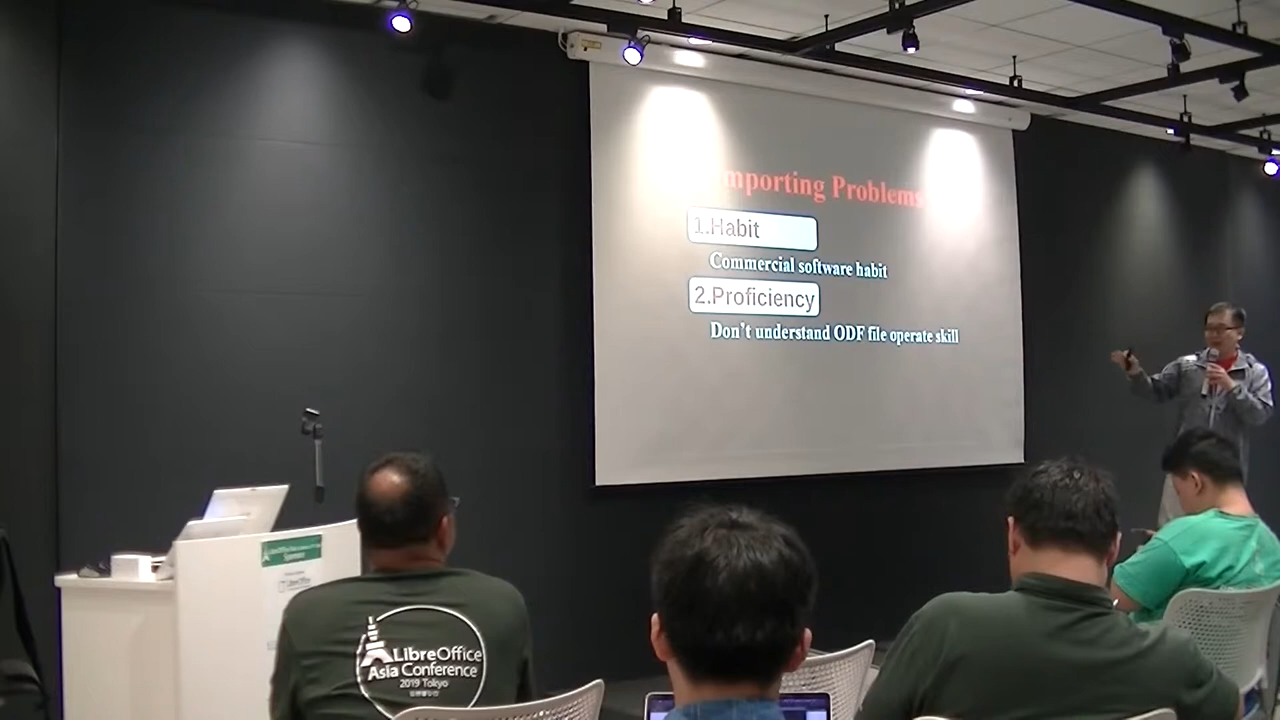 mporting Problems
1.Habit
Commercial software habit
2.Proficiency
Don't understand ODF file operate skill
LibreOffice
Asia Conference
2019 Tokyo